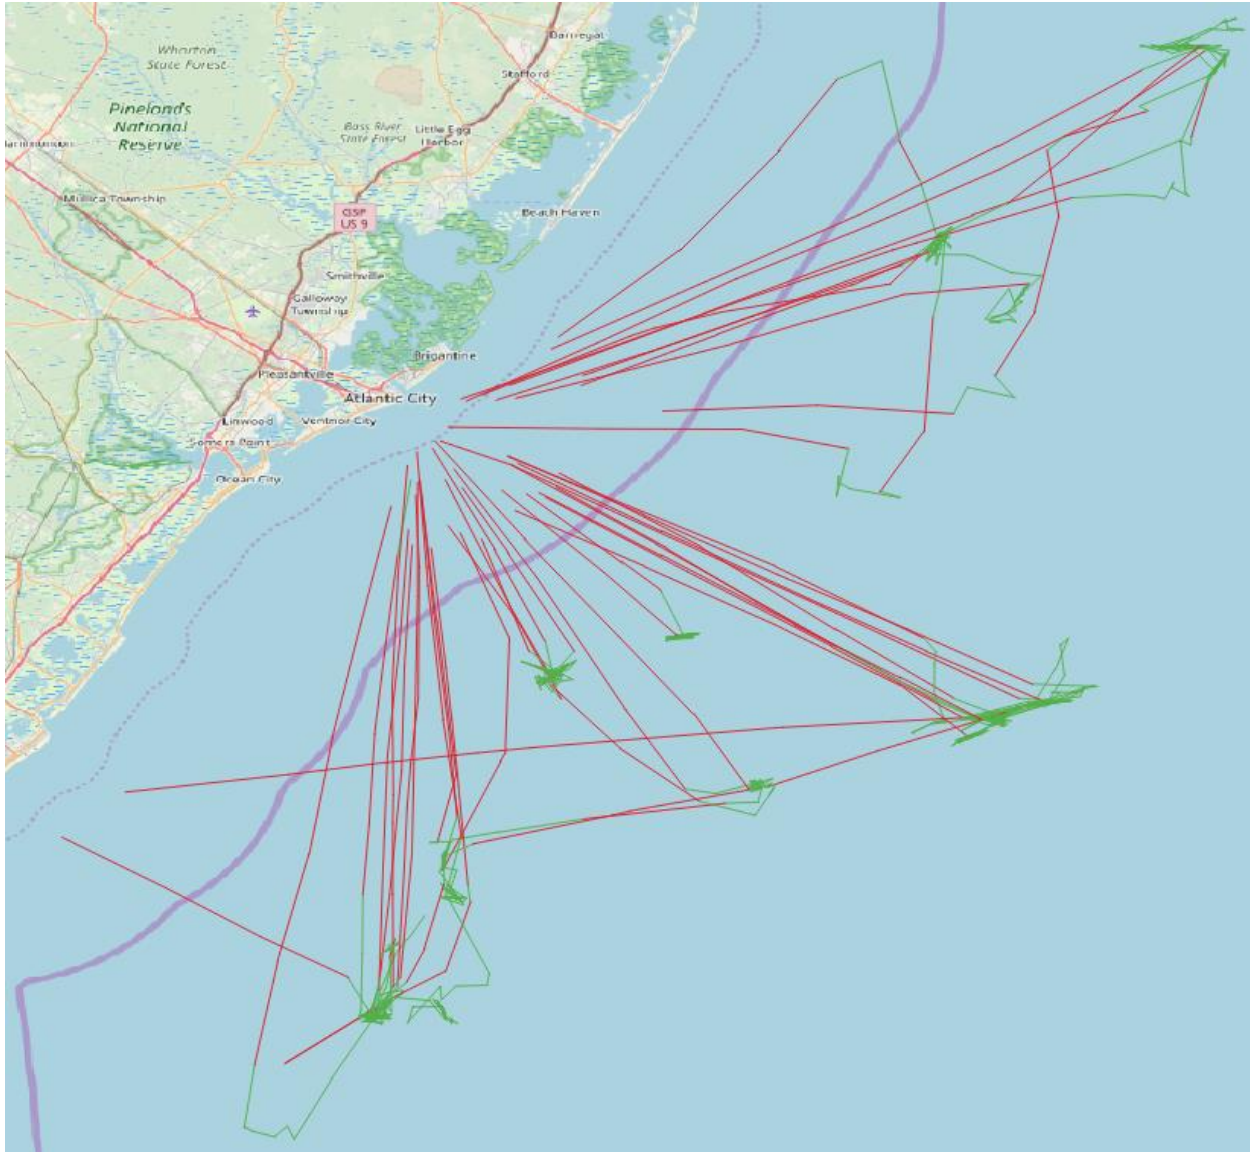 Barnegat
Wharton
State Forest
Stafford
Pinelands
National
Reserve
Bass River
State Forest
Little Egg
Harbor
Mullica Township
GSP
US 9
Beach Haven
Smithville
Galloway
Township
Brigantine
Pleasantville
Atlantic City
Linwood
Ventnor City
Somers Point
Ocean City